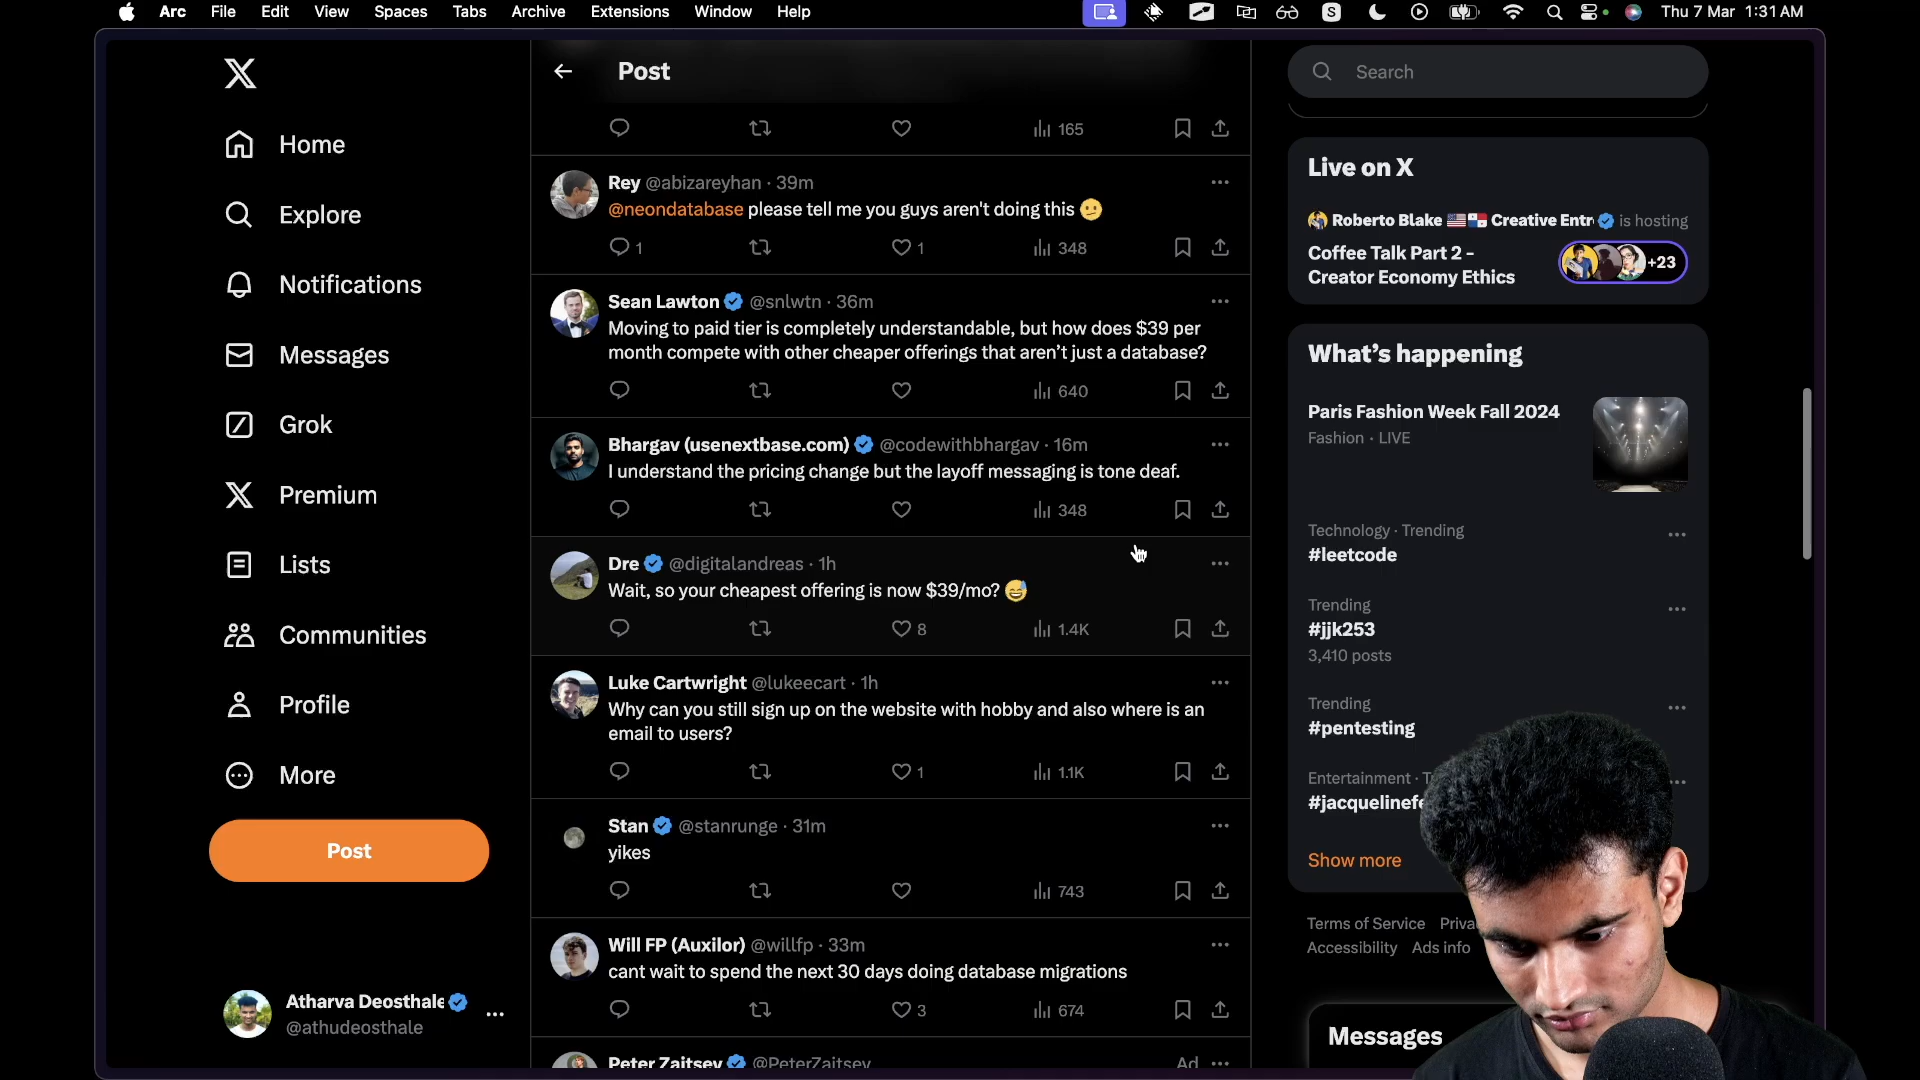 Arc File Edit View Spaces Tabs Archive Extensions Window Help
S
Thu 7 Mar 1:31 AM
X
Home
Explore
Notifications
Messages
Grok
Premium
Lists
Communities
Profile
More
Post
Atharva Deosthale
@athudeosthale
Post
165
Rey @abizareyhan · 39m
@neondatabase please tell me you guys aren't doing this 🫤
1 1 348
Sean Lawton @snlwtn · 36m
Moving to paid tier is completely understandable, but how does $39 per
month compete with other cheaper offerings that aren't just a database?
640
Bhargav (usenextbase.com) @codewithbhargav · 16m
I understand the pricing change but the layoff messaging is tone deaf.
348
Dre @digitalandreas · 1h
Wait, so your cheapest offering is now $39/mo? 😅
8 1.4K
Luke Cartwright @lukeecart · 1h
Why can you still sign up on the website with hobby and also where is an
email to users?
1 1.1K
Stan @stanrunge · 31m
yikes
743
Will FP (Auxilor) @willfp · 33m
cant wait to spend the next 30 days doing database migrations
3 674
Peter Zaitsev @PeterZaitsev Ad
Search
Live on X
Roberto Blake 🇺🇸🇵🇦 Creative Entr is hosting
Coffee Talk Part 2 -
Creator Economy Ethics
+23
What's happening
Paris Fashion Week Fall 2024
Fashion · LIVE
Technology · Trending
#leetcode
Trending
#jjk253
3,410 posts
Trending
#pentesting
Entertainment · T
#jacquelinefe
Show more
Terms of Service Priva
Accessibility Ads info
Messages